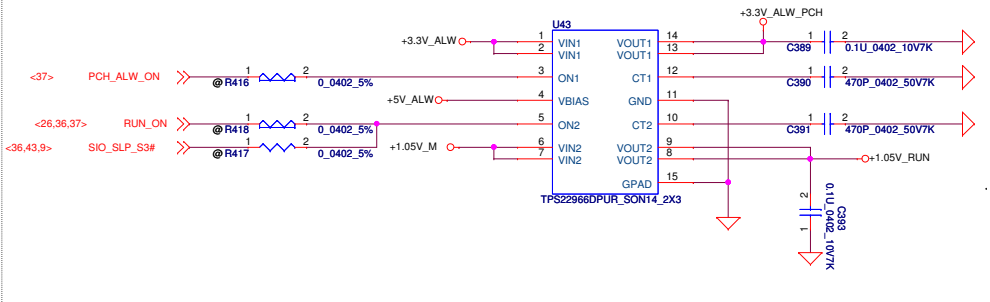 +3.3V_ALW_PCH
U43
+3.3V_ALW
1 VIN1 VOUT1 14
2 VIN1 VOUT1 13
1 2
C389 0.1U_0402_10V7K
<37> PCH_ALW_ON
1 2
@ R416 0_0402_5%
3 ON1 CT1 12
1 2
C390 470P_0402_50V7K
+5V_ALW
4 VBIAS GND 11
<26,36,37> RUN_ON
1 2
@ R418 0_0402_5%
5 ON2 CT2 10
1 2
C391 470P_0402_50V7K
<36,43,9> SIO_SLP_S3#
1 2
@ R417 0_0402_5%
+1.05V_M
6 VIN2 VOUT2 9
7 VIN2 VOUT2 8
+1.05V_RUN
GPAD 15
TPS22966DPUR_SON14_2X3
2
1
C393
0.1U_0402_10V7K